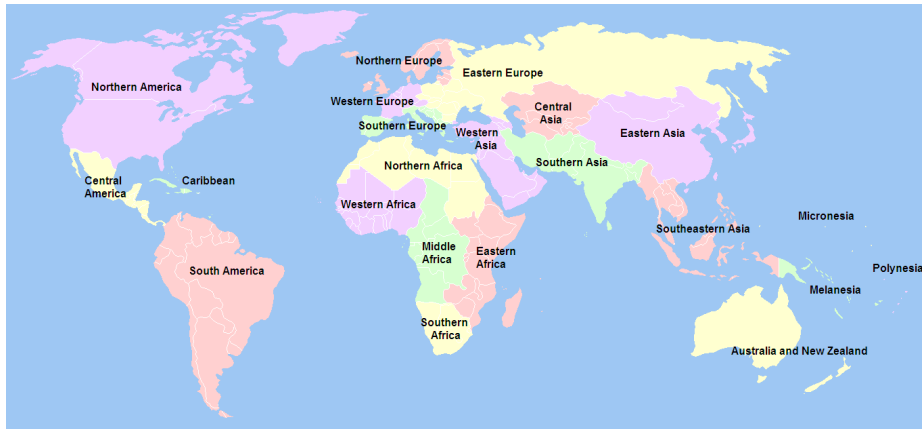 Northern Europe
Eastern Europe
Northern America
Western Europe
Central
Asia
Southern Europe
Western
Asia
Eastern Asia
Northern Africa
Southern Asia
Central
America
Caribbean
Western Africa
Micronesia
Southeastern Asia
Middle
Africa
Eastern
Africa
South America
Polynesia
Melanesia
Southern
Africa
Australia and New Zealand